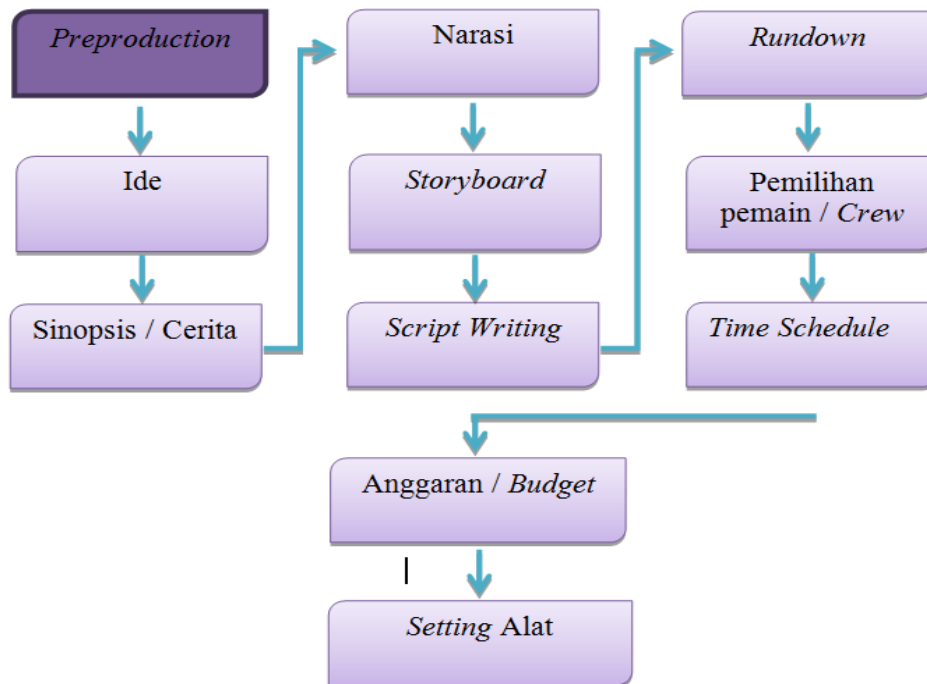 Preproduction
Ide
Sinopsis / Cerita
Narasi
Storyboard
Script Writing
Rundown
Pemilihan
pemain / Crew
Time Schedule
Anggaran / Budget
Setting Alat